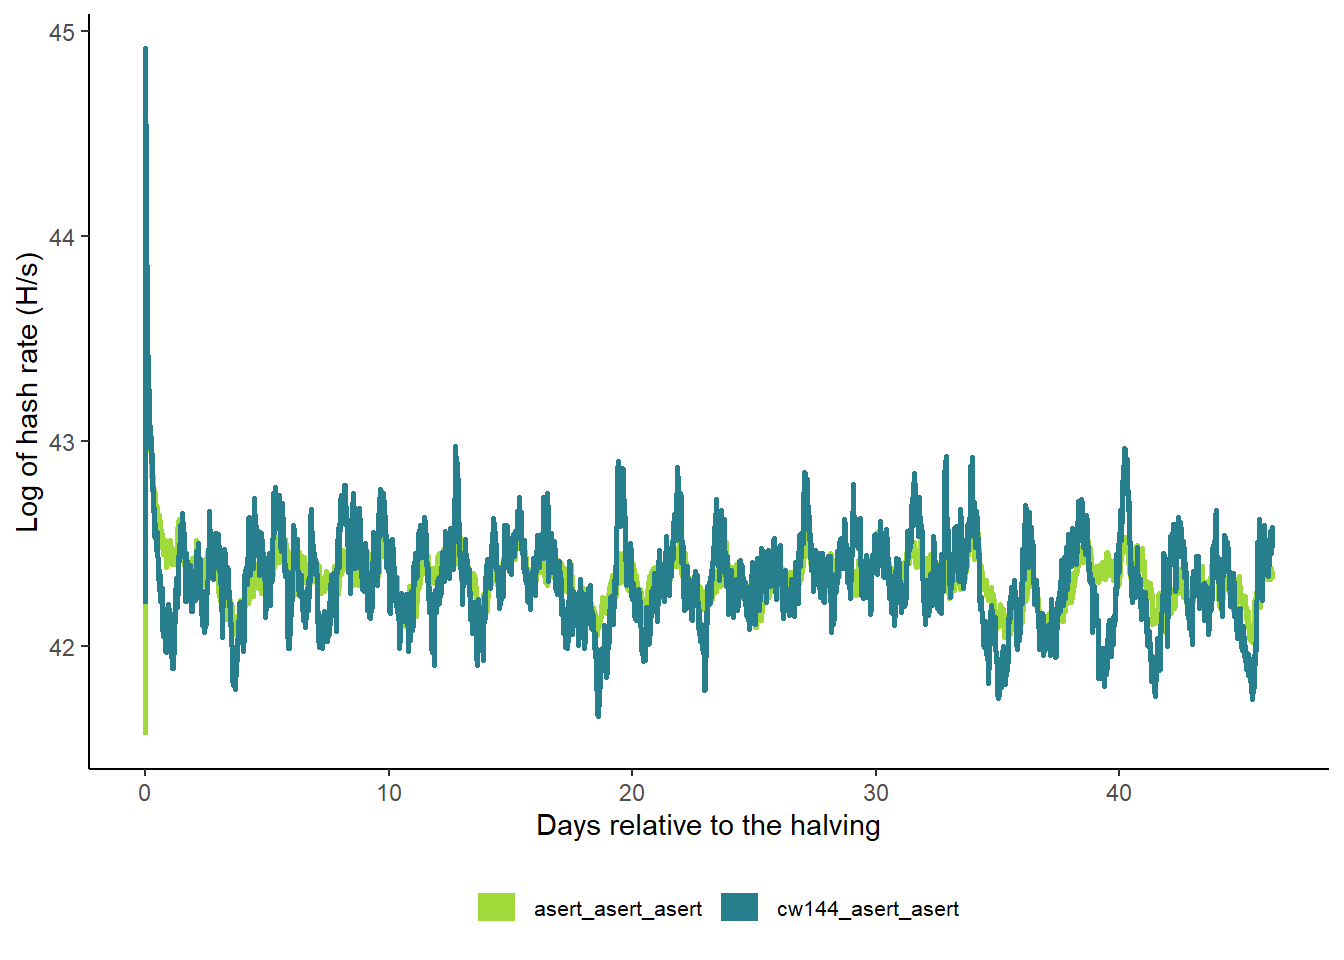 45
44
43
42
Log of hash rate (H/s)
0 10 20 30 40
Days relative to the halving
asert_asert_asert cw144_asert_asert